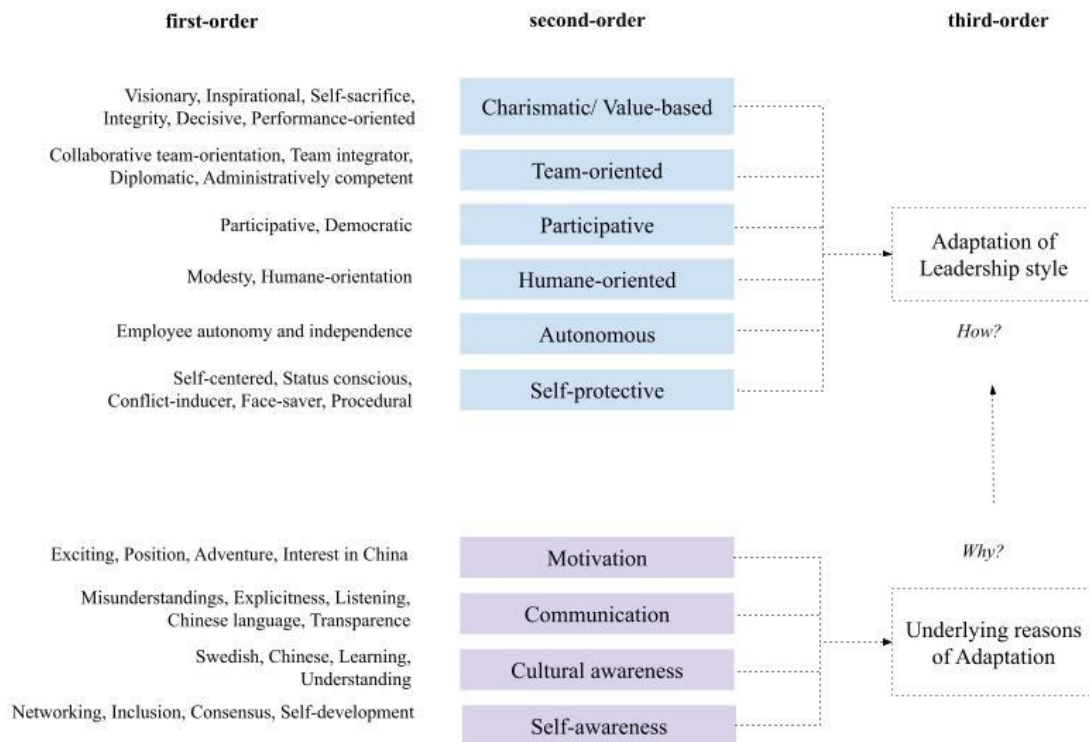 first-order
second-order
third-order
Visionary, Inspirational, Self-sacrifice,
Integrity, Decisive, Performance-oriented
Charismatic/ Value-based
Collaborative team-orientation, Team integrator,
Diplomatic, Administratively competent
Team-oriented
Participative, Democratic
Participative
Adaptation of
Leadership style
Modesty, Humane-orientation
Humane-oriented
Employee autonomy and independence
Autonomous
How?
Self-centered, Status conscious,
Conflict-inducer, Face-saver, Procedural
Self-protective
Exciting, Position, Adventure, Interest in China
Motivation
Why?
Misunderstandings, Explicitness, Listening,
Chinese language, Transparence
Communication
Underlying reasons
of Adaptation
Swedish, Chinese, Learning,
Understanding
Cultural awareness
Networking, Inclusion, Consensus, Self-development
Self-awareness